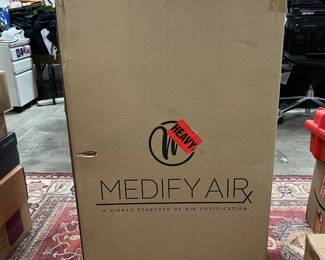 HEAVY
MEDIFY AIR
A HIGHER STANDARD OF AIR PURIFICATION